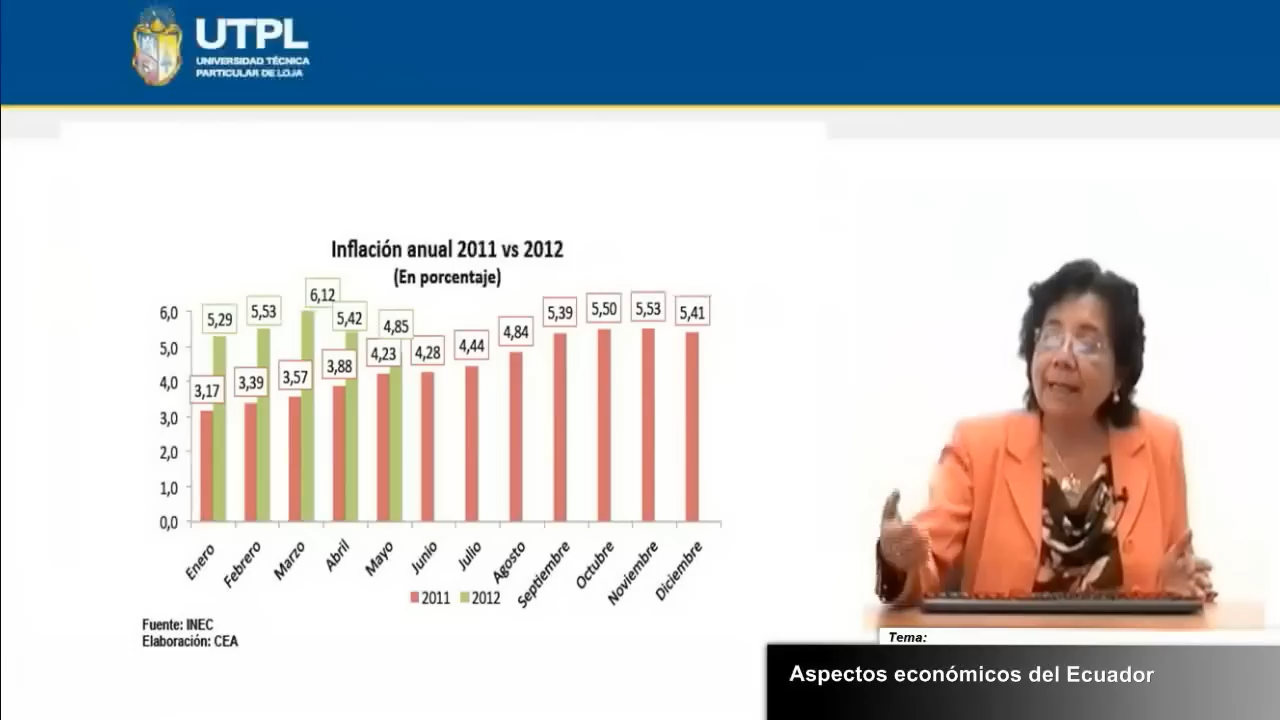 UTPL
UNIVERSIDAD TÉCNICA
PARTICULAR DE LOJA
Inflación anual 2011 vs 2012
(En porcentaje)
6,0
5,0
4,0
3,0
2,0
1,0
0,0
3,17
5,29
3,39
5,53
3,57
6,12
3,88
5,42
4,23
4,85
4,28
4,44
4,84
5,39
5,50
5,53
5,41
Enero
Febrero
Marzo
Abril
Mayo
Junio
Julio
Agosto
Septiembre
Octubre
Noviembre
Diciembre
2011 2012
Fuente: INEC
Elaboración: CEA
Tema:
Aspectos económicos del Ecuador